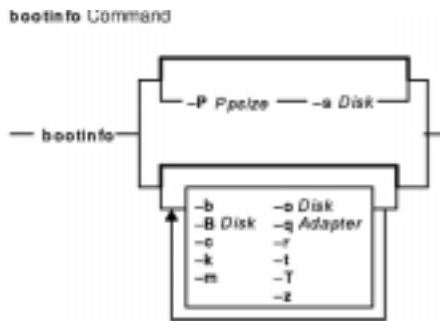 bootinfo Command
–P Ppsize –s Disk
bootinfo
–b –o Disk
–B Disk –q Adapter
–c –r
–k –t
–m –T
–z